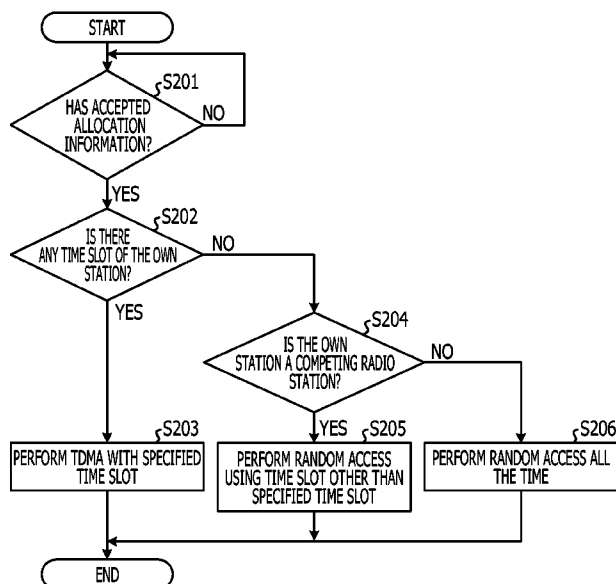 START
S201
HAS ACCEPTED
ALLOCATION
INFORMATION?
NO
YES
S202
IS THERE
ANY TIME SLOT OF THE OWN
STATION?
NO
YES
S204
IS THE OWN
STATION A COMPETING RADIO
STATION?
NO
YES
S203
PERFORM TDMA WITH SPECIFIED
TIME SLOT
S205
PERFORM RANDOM ACCESS
USING TIME SLOT OTHER THAN
SPECIFIED TIME SLOT
S206
PERFORM RANDOM ACCESS ALL
THE TIME
END